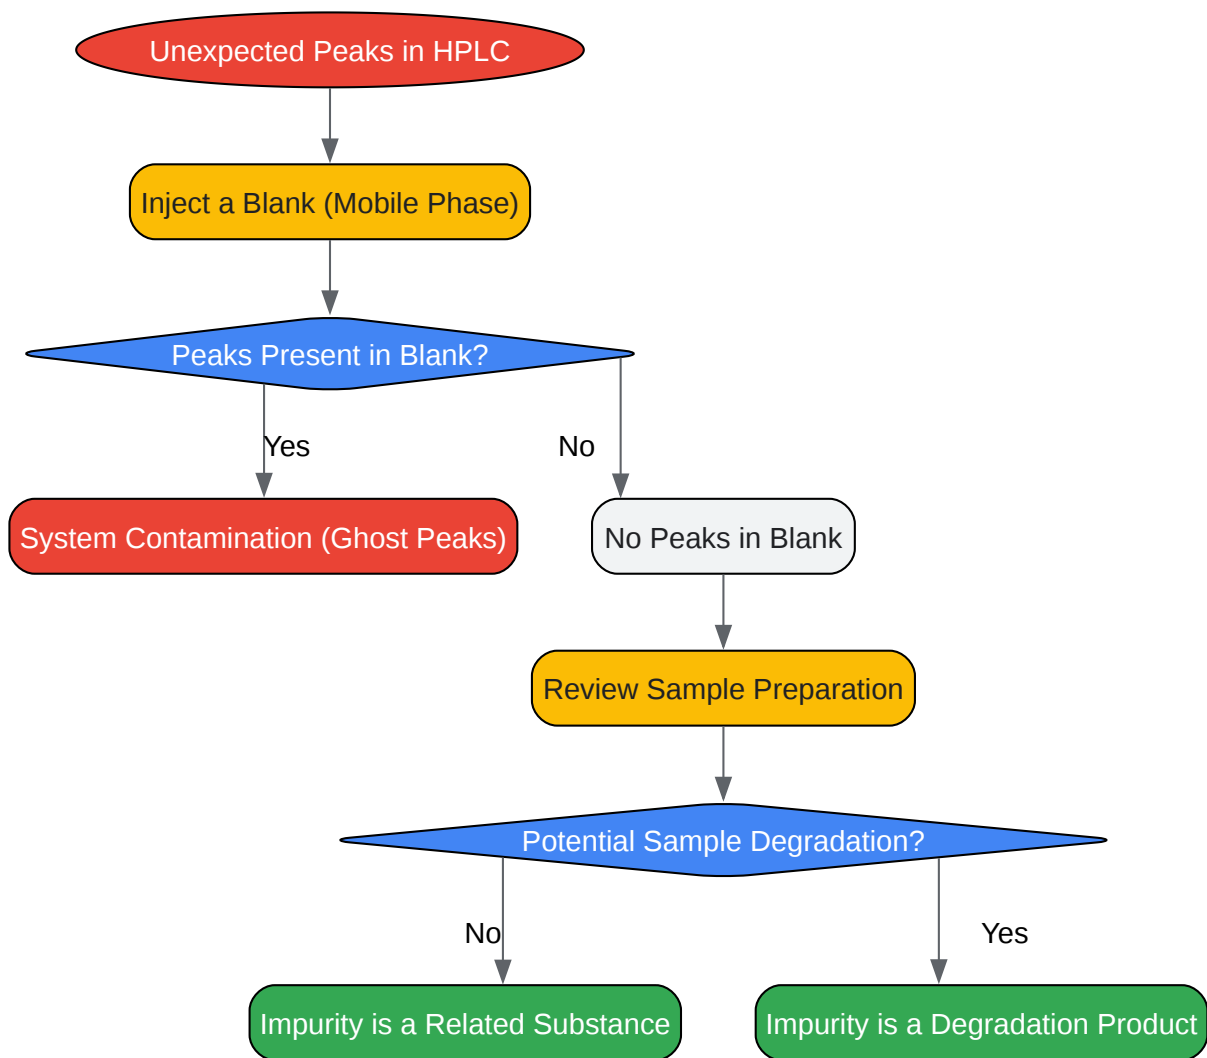 Unexpected Peaks in HPLC
Inject a Blank (Mobile Phase)
Peaks Present in Blank?
Yes
No
System Contamination (Ghost Peaks)
No Peaks in Blank
Review Sample Preparation
Potential Sample Degradation?
No
Yes
Impurity is a Related Substance
Impurity is a Degradation Product